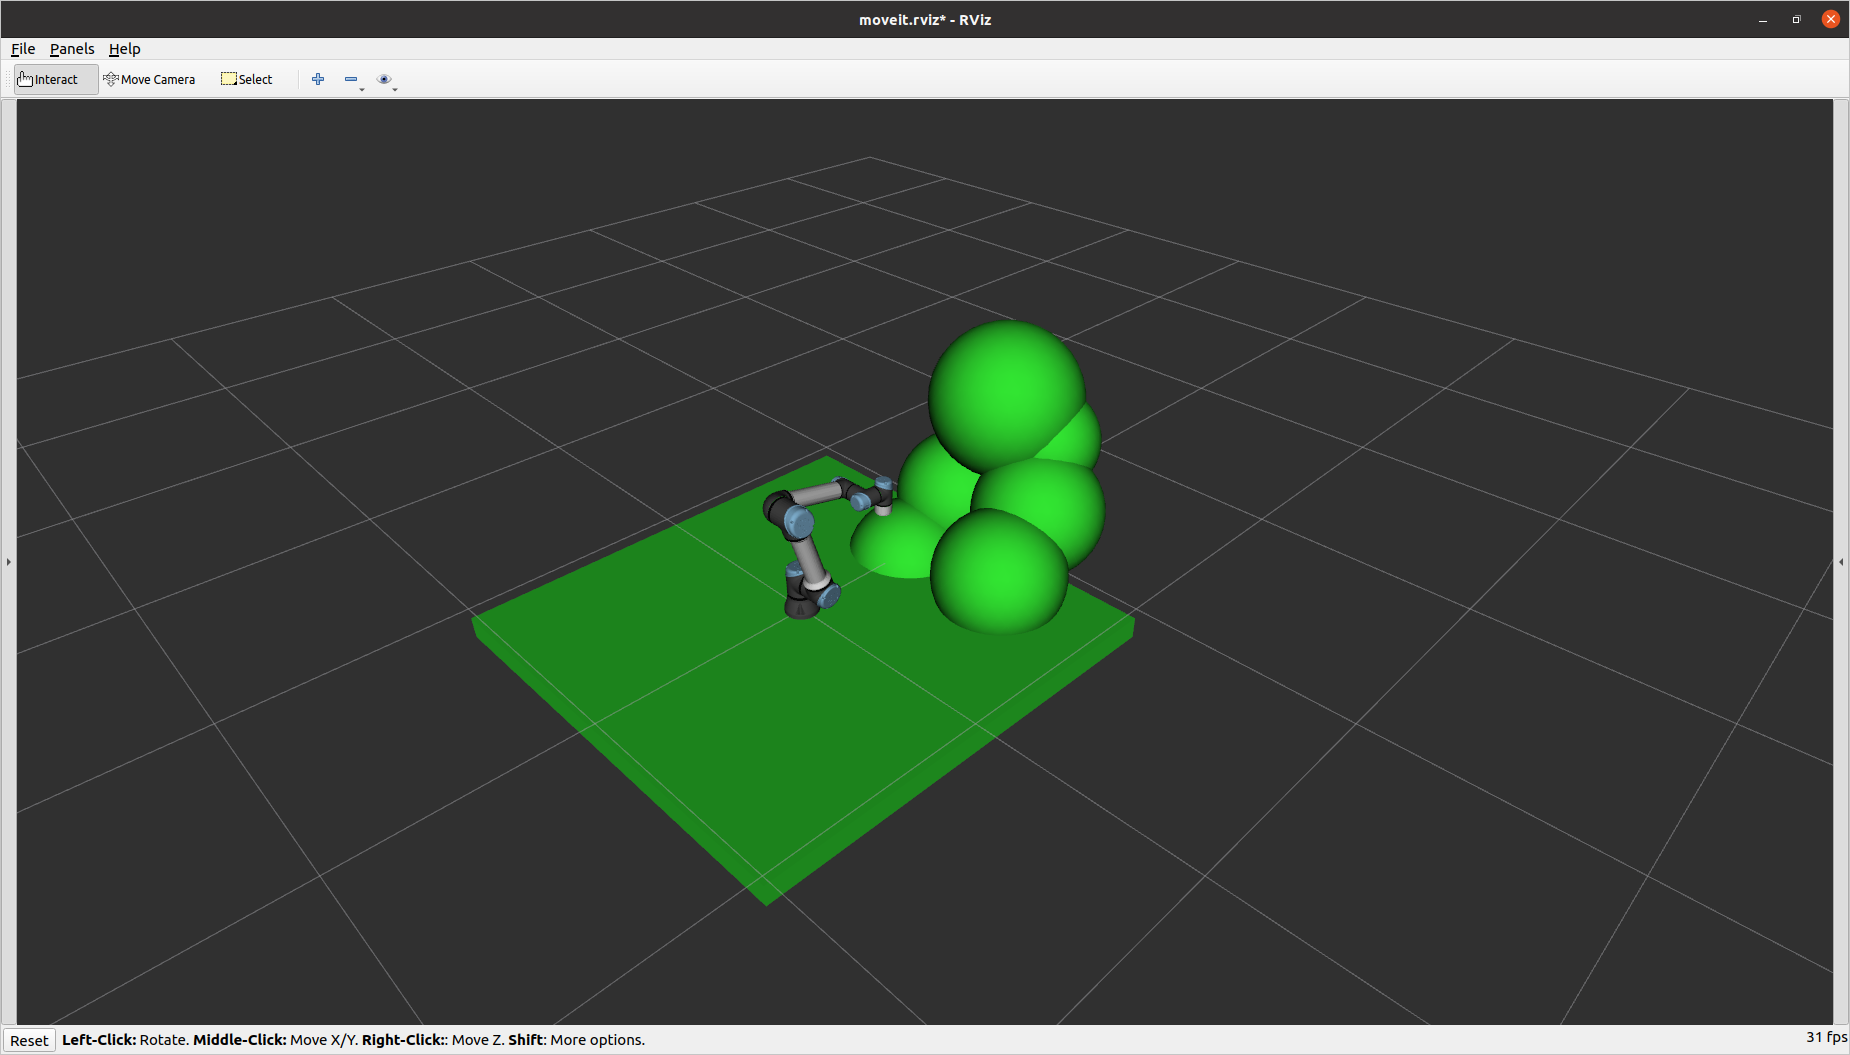 moveit.rviz* - RViz
File Panels Help
Interact Move Camera Select
Reset Left-Click: Rotate. Middle-Click: Move X/Y. Right-Click:: Move Z. Shift: More options. 31 fps